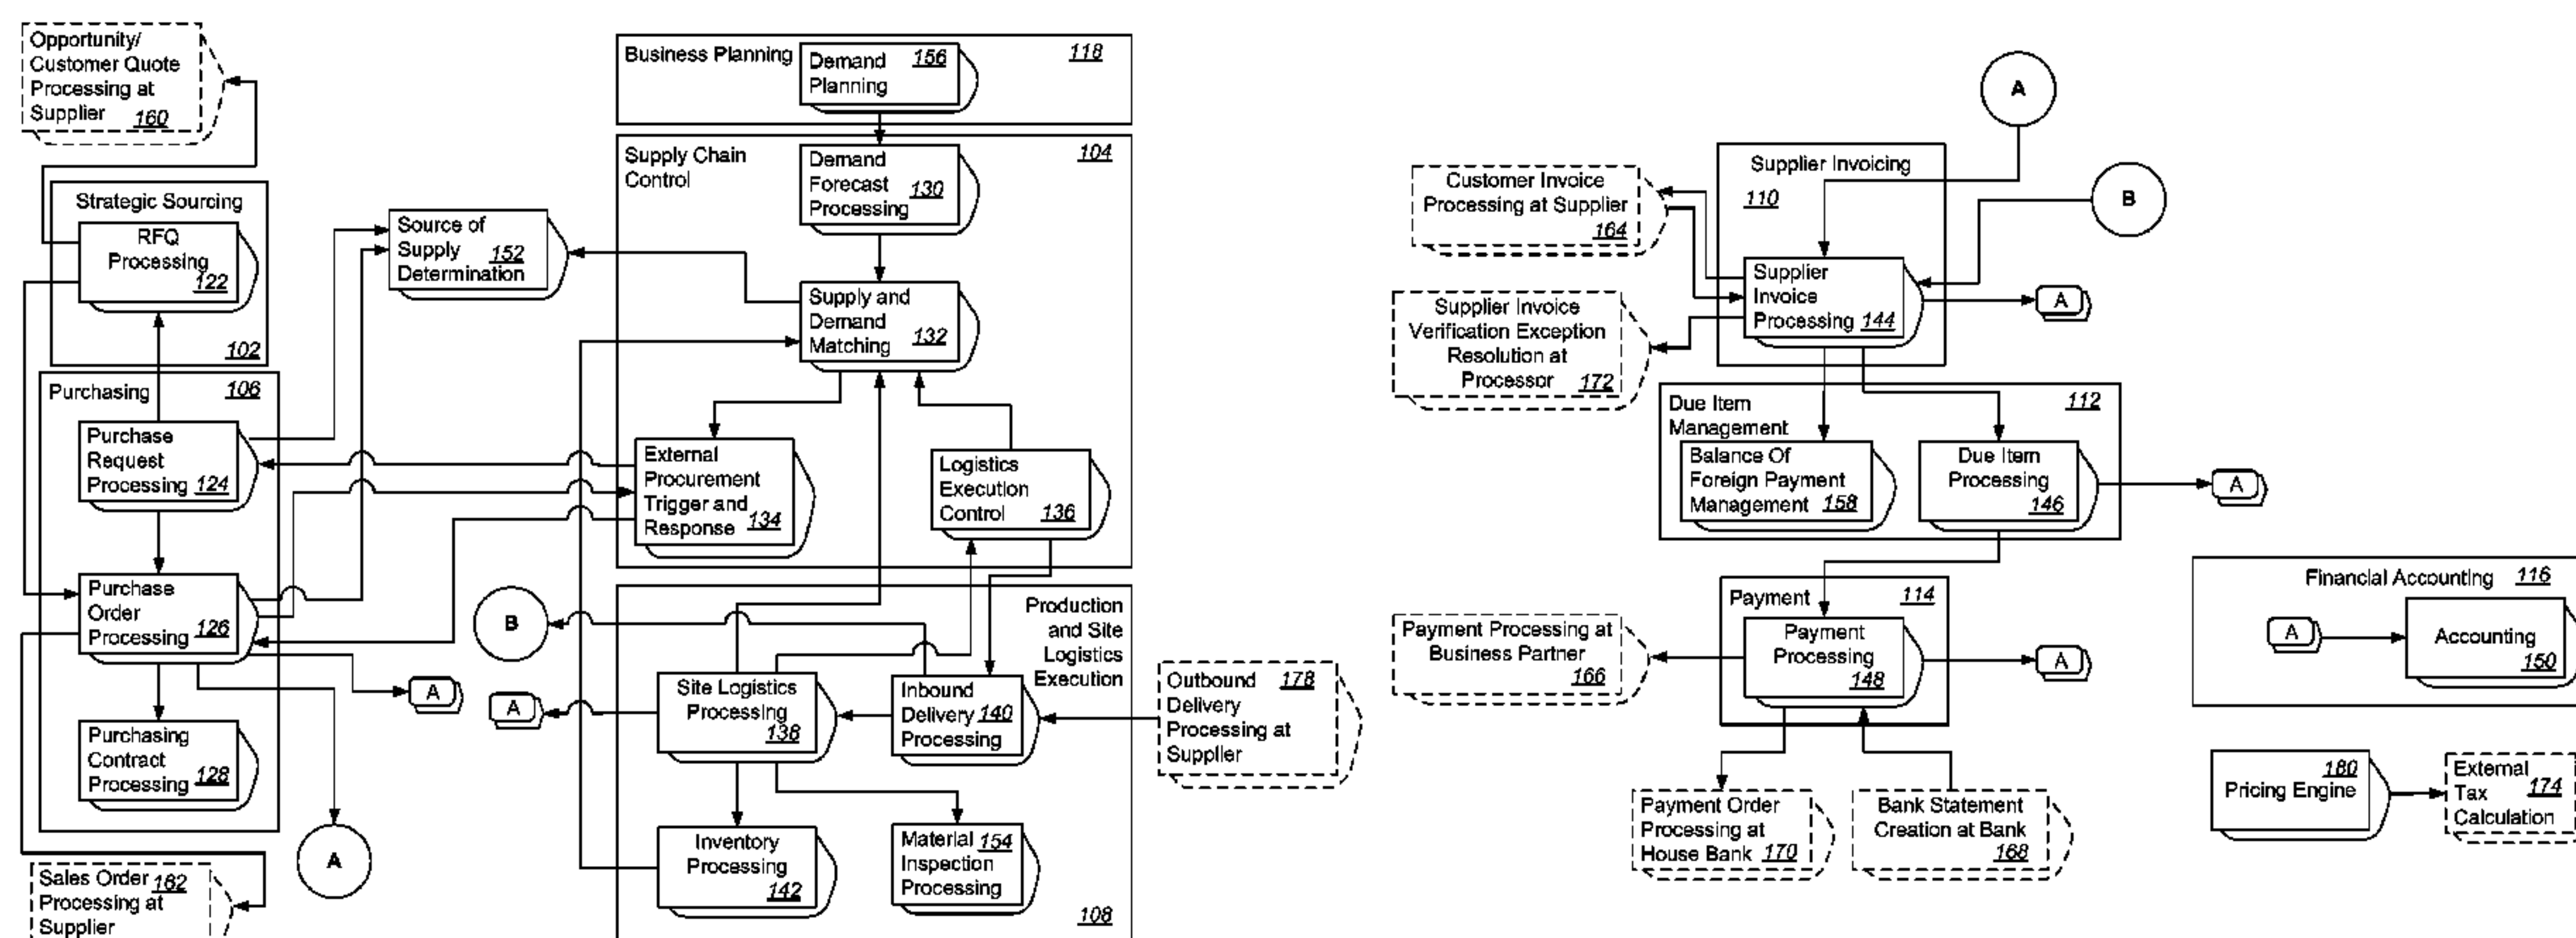 Opportunity/
Customer Quote
Processing at
Supplier 160
Strategic Sourcing
RFQ
Processing
122
102
Purchasing 106
Purchase
Request
Processing 124
Purchase
Order
Processing 126
Purchasing
Contract
Processing 128
Sales Order 162
Processing at
Supplier
A
A
Source of
Supply 152
Determination
Business Planning
118
Demand 156
Planning
Supply Chain
Control
104
Demand
Forecast 130
Processing
Supply and
Demand
Matching 132
External
Procurement
Trigger and
Response 134
Logistics
Execution
Control 136
B
A
Production
and Site
Logistics
Execution
Site Logistics
Processing
138
Inbound
Delivery 140
Processing
Inventory
Processing
142
Material 154
Inspection
Processing
108
Outbound 178
Delivery
Processing at
Supplier
A
B
Supplier Invoicing
110
Customer Invoice
Processing at Supplier
164
Supplier
Invoice
Processing 144
A
Supplier Invoice
Verification Exception
Resolution at
Processor 172
Due Item
Management
112
Balance Of
Foreign Payment
Management 158
Due Item
Processing
146
A
Payment 114
Payment
Processing
148
A
Payment Processing at
Business Partner
166
Payment Order
Processing at
House Bank 170
Bank Statement
Creation at Bank
168
Financial Accounting 116
A
Accounting
150
180
Pricing Engine
External
Tax 174
Calculation